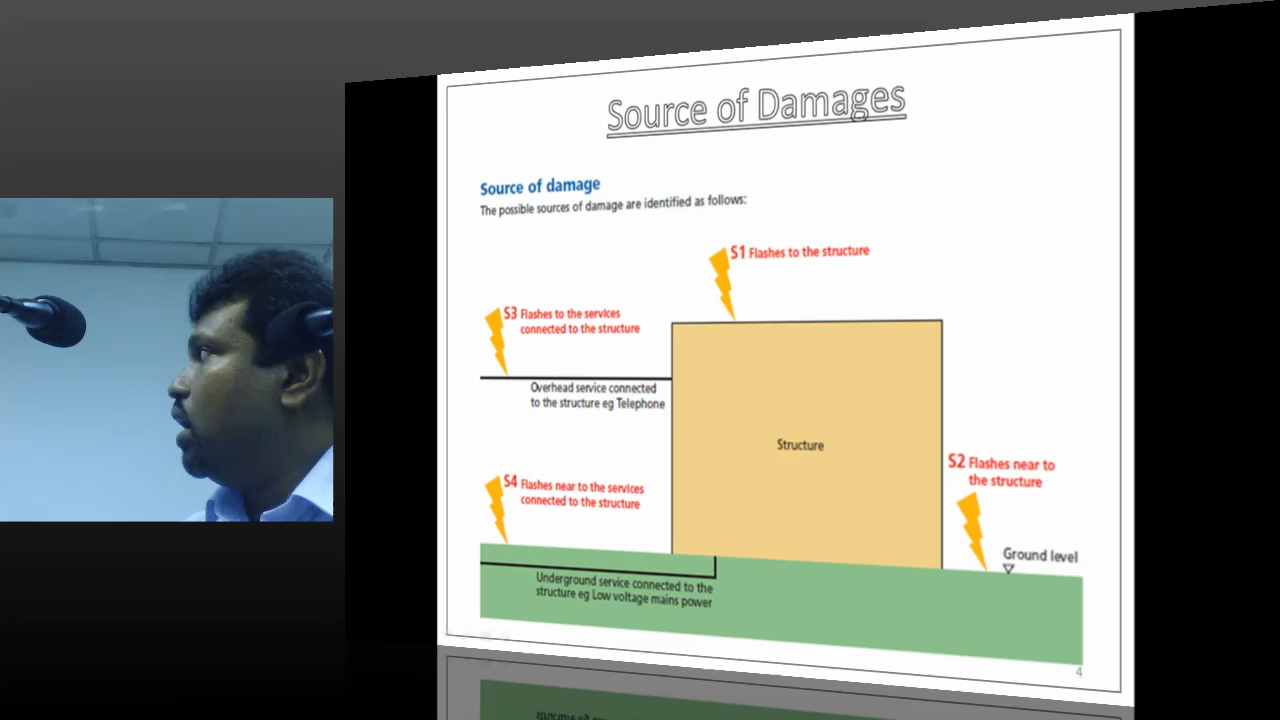 Source of Damages
Source of damage
The possible sources of damage are identified as follows:
S1 Flashes to the structure
S3 Flashes to the services
connected to the structure
Overhead service connected
to the structure eg Telephone
Structure
S2 Flashes near to
the structure
S4 Flashes near to the services
connected to the structure
Ground level
Underground service connected to the
structure eg Low voltage mains power
4